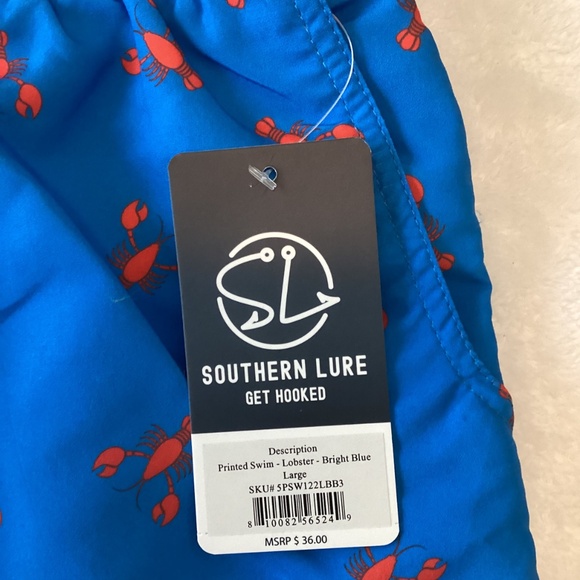 SL
SOUTHERN LURE
GET HOOKED
Description
Printed Swim - Lobster - Bright Blue
Large
SKU# 5PSW122LBB3
8 10082 56524 9
MSRP $ 36.00